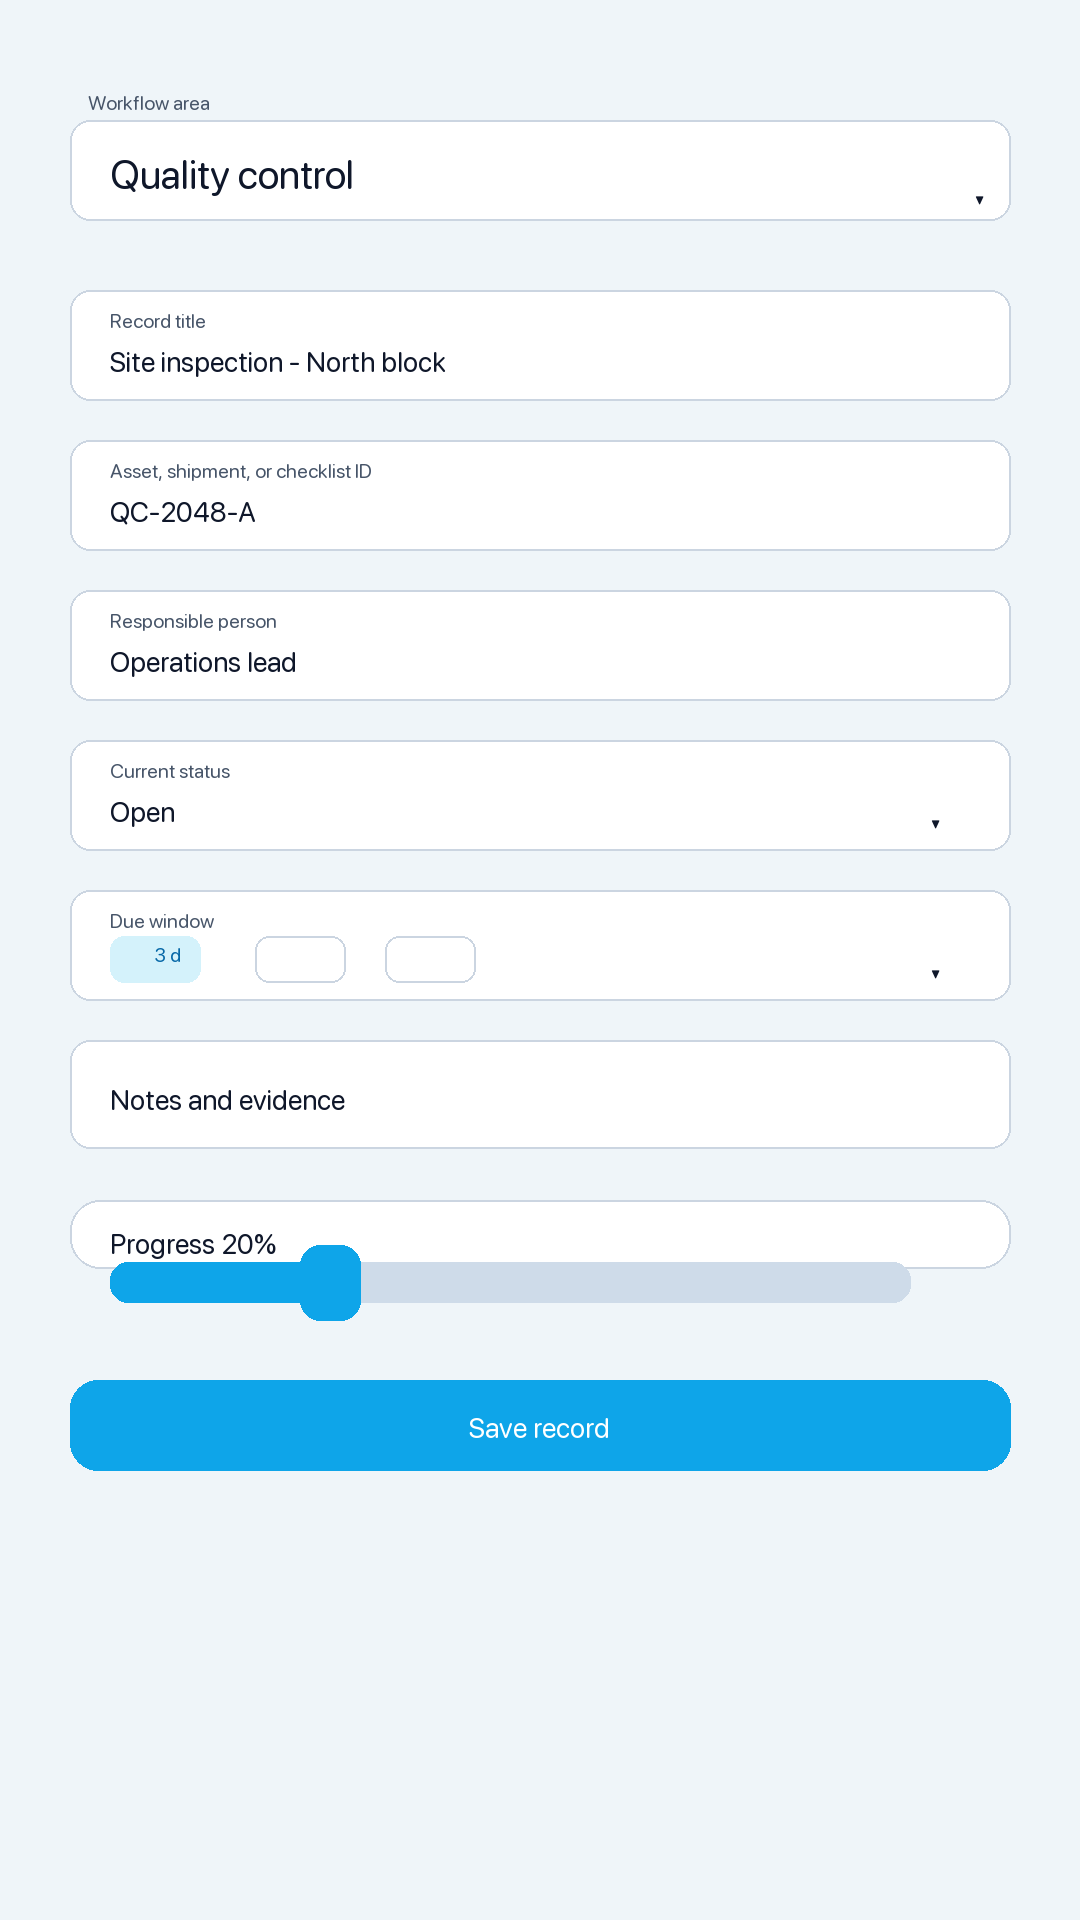 Workflow area
Quality control
Record title
Site inspection - North block
Asset, shipment, or checklist ID
QC-2048-A
Responsible person
Operations lead
Current status
Open
Due window
3 d
Notes and evidence
Progress 20%
Save record